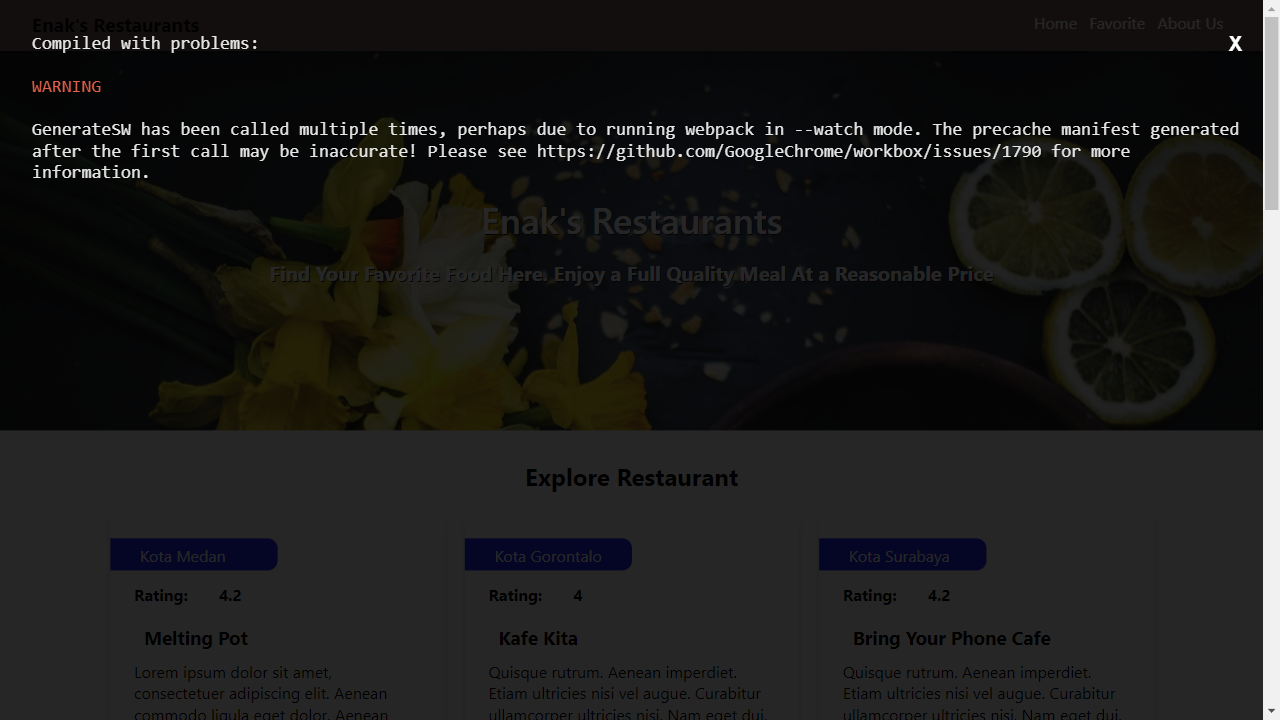 Enak's Restaurants
Home Favorite About Us
Compiled with problems:
X
WARNING
GenerateSW has been called multiple times, perhaps due to running webpack in --watch mode. The precache manifest generated
after the first call may be inaccurate! Please see https://github.com/GoogleChrome/workbox/issues/1790 for more
information.
Enak's Restaurants
Find Your Favorite Food Here. Enjoy a Full Quality Meal At a Reasonable Price
Explore Restaurant
Kota Medan
Rating: 4.2
Melting Pot
Lorem ipsum dolor sit amet,
consectetuer adipiscing elit. Aenean
commodo ligula eget dolor. Aenean
Kota Gorontalo
Rating: 4
Kafe Kita
Quisque rutrum. Aenean imperdiet.
Etiam ultricies nisi vel augue. Curabitur
ullamcorper ultricies nisi. Nam eget dui.
Kota Surabaya
Rating: 4.2
Bring Your Phone Cafe
Quisque rutrum. Aenean imperdiet.
Etiam ultricies nisi vel augue. Curabitur
ullamcorper ultricies nisi. Nam eget dui.